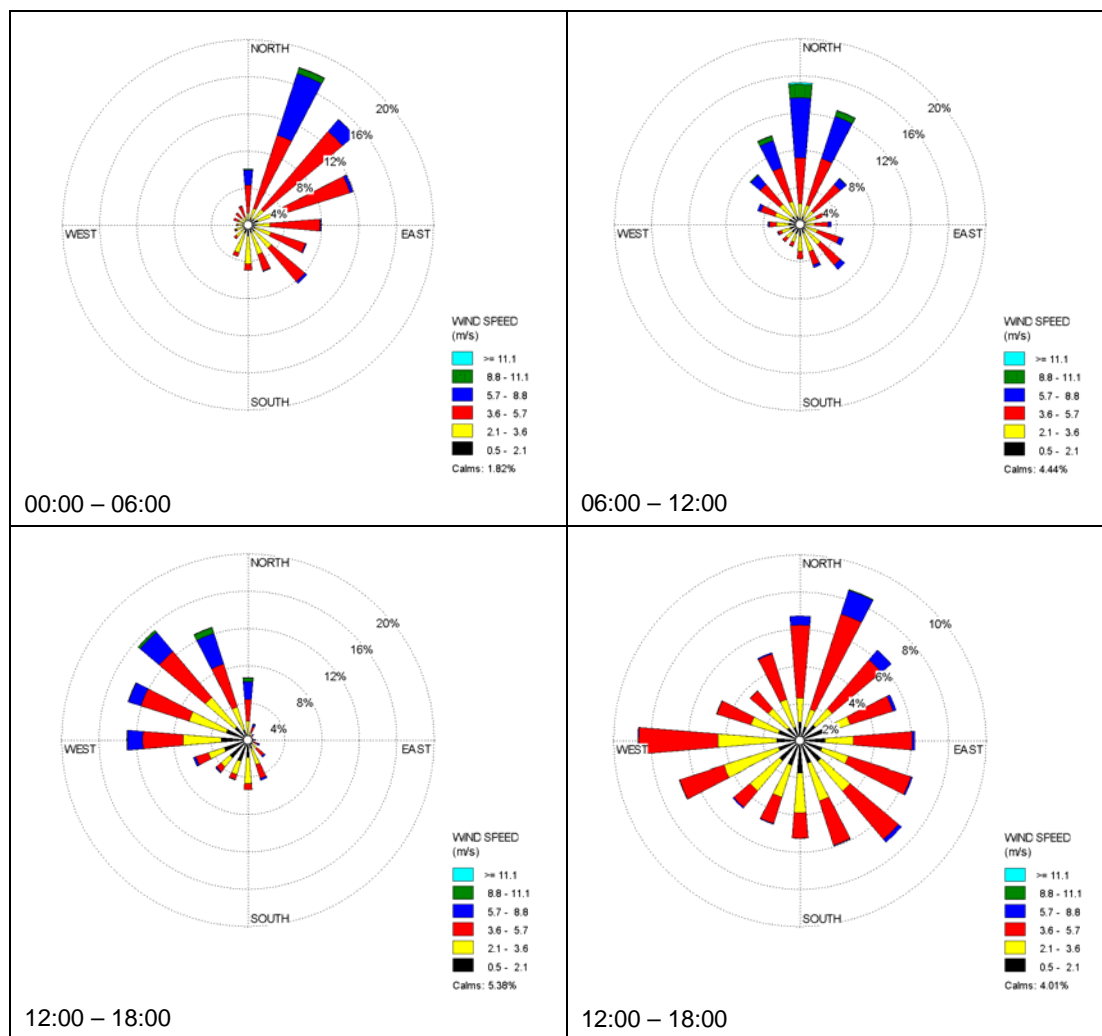 NORTH
20%
16%
12%
8%
4%
WEST
EAST
WIND SPEED
(m/s)
>= 11.1
8.8 - 11.1
5.7 - 8.8
3.6 - 5.7
2.1 - 3.6
0.5 - 2.1
SOUTH
Calms: 1.82%
00:00 – 06:00
NORTH
20%
16%
12%
8%
4%
WEST
EAST
WIND SPEED
(m/s)
>= 11.1
8.8 - 11.1
5.7 - 8.8
3.6 - 5.7
2.1 - 3.6
0.5 - 2.1
SOUTH
Calms: 4.44%
06:00 – 12:00
NORTH
20%
16%
12%
8%
4%
WEST
EAST
WIND SPEED
(m/s)
>= 11.1
8.8 - 11.1
5.7 - 8.8
3.6 - 5.7
2.1 - 3.6
0.5 - 2.1
SOUTH
Calms: 5.38%
12:00 – 18:00
NORTH
10%
8%
6%
4%
2%
WEST
EAST
WIND SPEED
(m/s)
>= 11.1
8.8 - 11.1
5.7 - 8.8
3.6 - 5.7
2.1 - 3.6
0.5 - 2.1
SOUTH
Calms: 4.01%
12:00 – 18:00